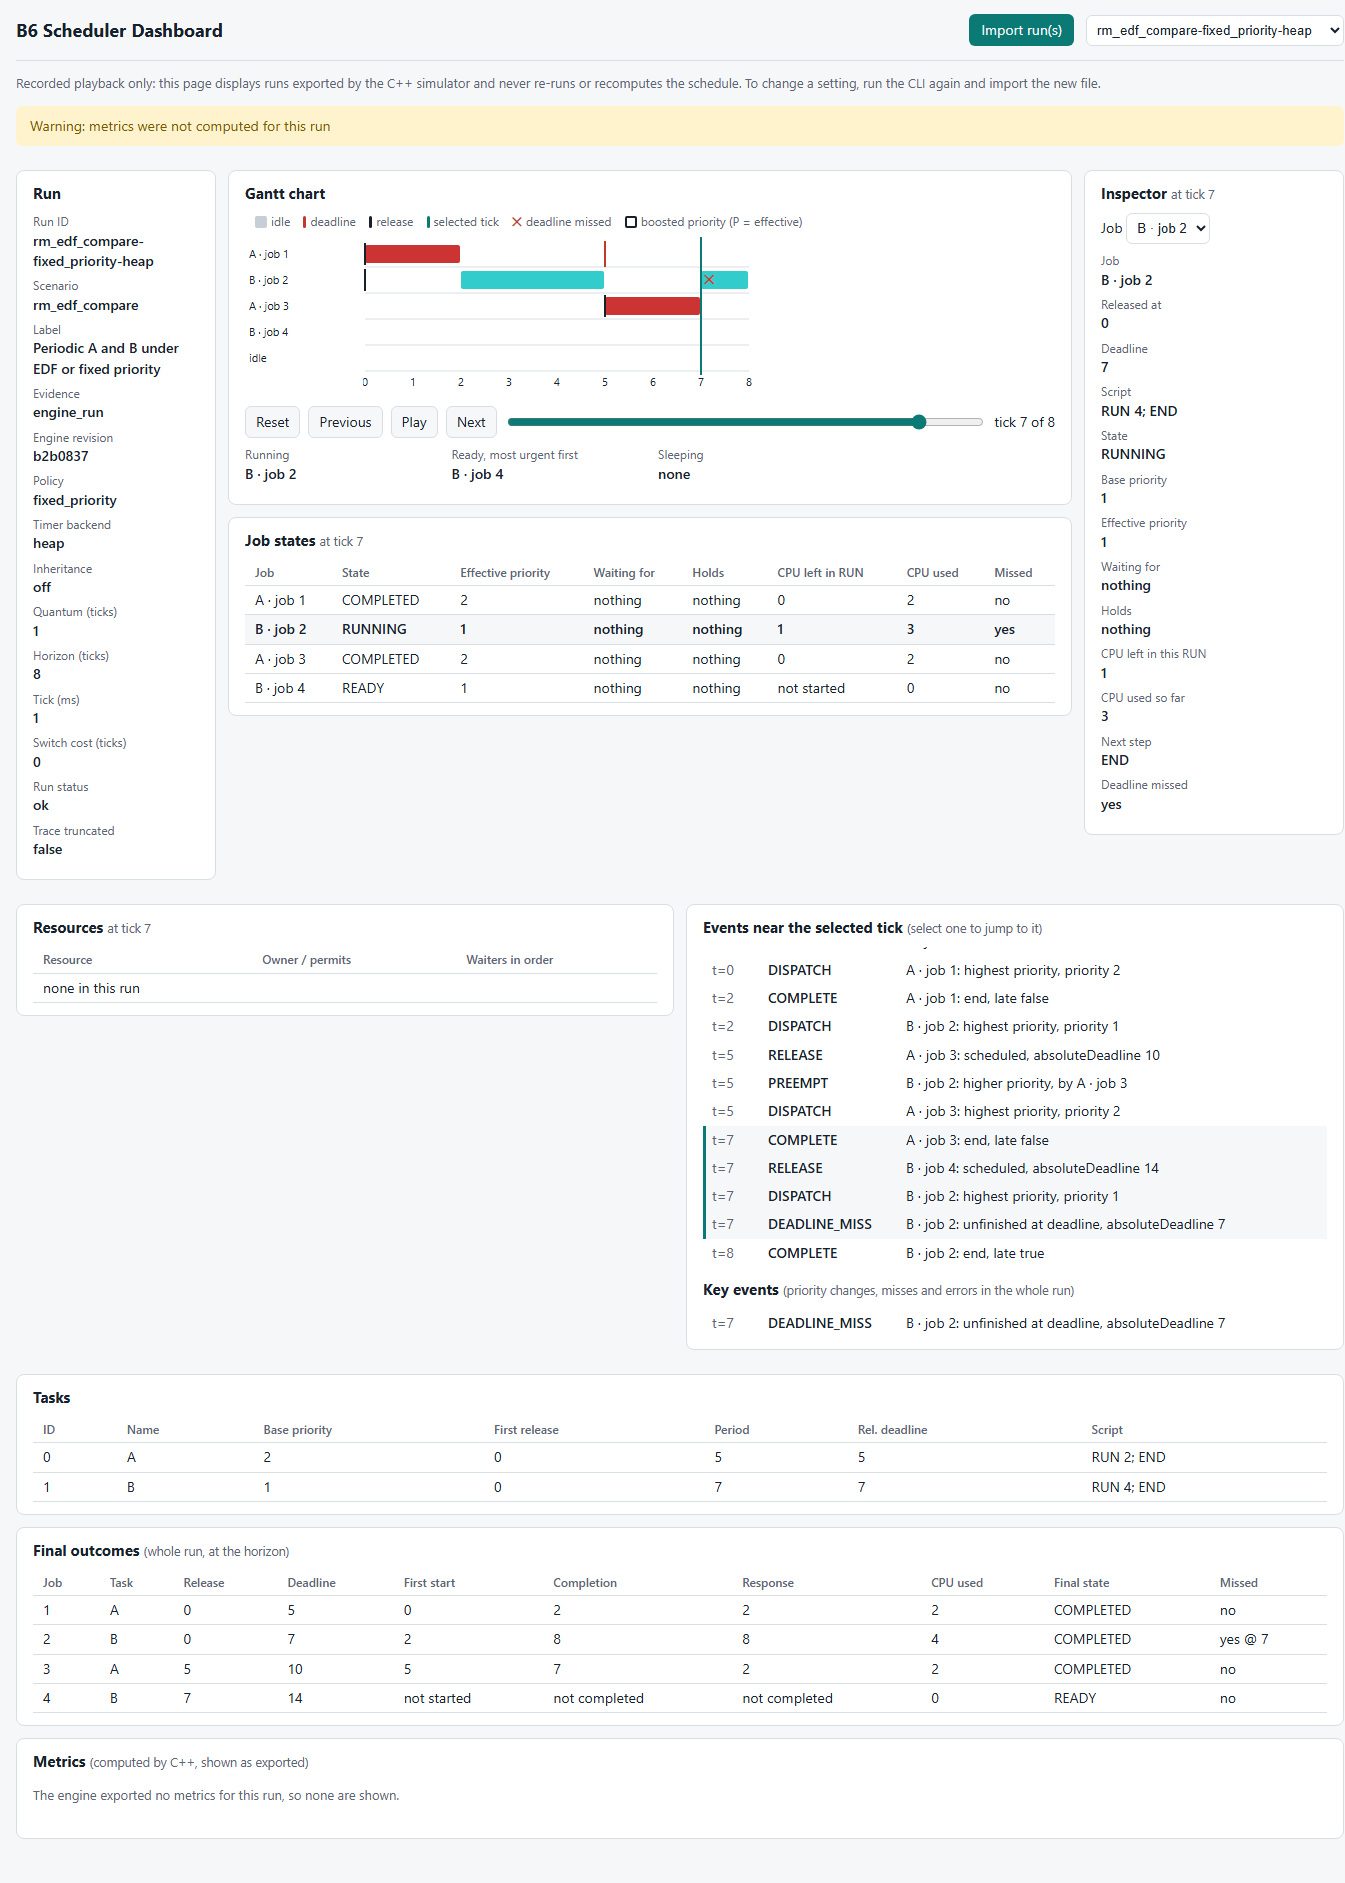 B6 Scheduler Dashboard
Import run(s)
rm_edf_compare-fixed_priority-heap
Recorded playback only: this page displays runs exported by the C++ simulator and never re-runs or recomputes the schedule. To change a setting, run the CLI again and import the new file.
Warning: metrics were not computed for this run
Run
Run ID
rm_edf_compare-
fixed_priority-heap
Scenario
rm_edf_compare
Label
Periodic A and B under
EDF or fixed priority
Evidence
engine_run
Engine revision
b2b0837
Policy
fixed_priority
Timer backend
heap
Inheritance
off
Quantum (ticks)
1
Horizon (ticks)
8
Tick (ms)
1
Switch cost (ticks)
0
Run status
ok
Trace truncated
false
Gantt chart
idle deadline release selected tick deadline missed boosted priority (P = effective)
A · job 1
B · job 2
A · job 3
B · job 4
idle
0 1 2 3 4 5 6 7 8
Reset Previous Play Next tick 7 of 8
Running Ready, most urgent first Sleeping
B · job 2 B · job 4 none
Job states at tick 7
Job State Effective priority Waiting for Holds CPU left in RUN CPU used Missed
A · job 1 COMPLETED 2 nothing nothing 0 2 no
B · job 2 RUNNING 1 nothing nothing 1 3 yes
A · job 3 COMPLETED 2 nothing nothing 0 2 no
B · job 4 READY 1 nothing nothing not started 0 no
Inspector at tick 7
Job B · job 2
Job
B · job 2
Released at
0
Deadline
7
Script
RUN 4; END
State
RUNNING
Base priority
1
Effective priority
1
Waiting for
nothing
Holds
nothing
CPU left in this RUN
1
CPU used so far
3
Next step
END
Deadline missed
yes
Resources at tick 7
Resource Owner / permits Waiters in order
none in this run
Events near the selected tick (select one to jump to it)
t=0 DISPATCH A · job 1: highest priority, priority 2
t=2 COMPLETE A · job 1: end, late false
t=2 DISPATCH B · job 2: highest priority, priority 1
t=5 RELEASE A · job 3: scheduled, absoluteDeadline 10
t=5 PREEMPT B · job 2: higher priority, by A · job 3
t=5 DISPATCH A · job 3: highest priority, priority 2
t=7 COMPLETE A · job 3: end, late false
t=7 RELEASE B · job 4: scheduled, absoluteDeadline 14
t=7 DISPATCH B · job 2: highest priority, priority 1
t=7 DEADLINE_MISS B · job 2: unfinished at deadline, absoluteDeadline 7
t=8 COMPLETE B · job 2: end, late true
Key events (priority changes, misses and errors in the whole run)
t=7 DEADLINE_MISS B · job 2: unfinished at deadline, absoluteDeadline 7
Tasks
ID Name Base priority First release Period Rel. deadline Script
0 A 2 0 5 5 RUN 2; END
1 B 1 0 7 7 RUN 4; END
Final outcomes (whole run, at the horizon)
Job Task Release Deadline First start Completion Response CPU used Final state Missed
1 A 0 5 0 2 2 2 COMPLETED no
2 B 0 7 2 8 8 4 COMPLETED yes @ 7
3 A 5 10 5 7 2 2 COMPLETED no
4 B 7 14 not started not completed not completed 0 READY no
Metrics (computed by C++, shown as exported)
The engine exported no metrics for this run, so none are shown.